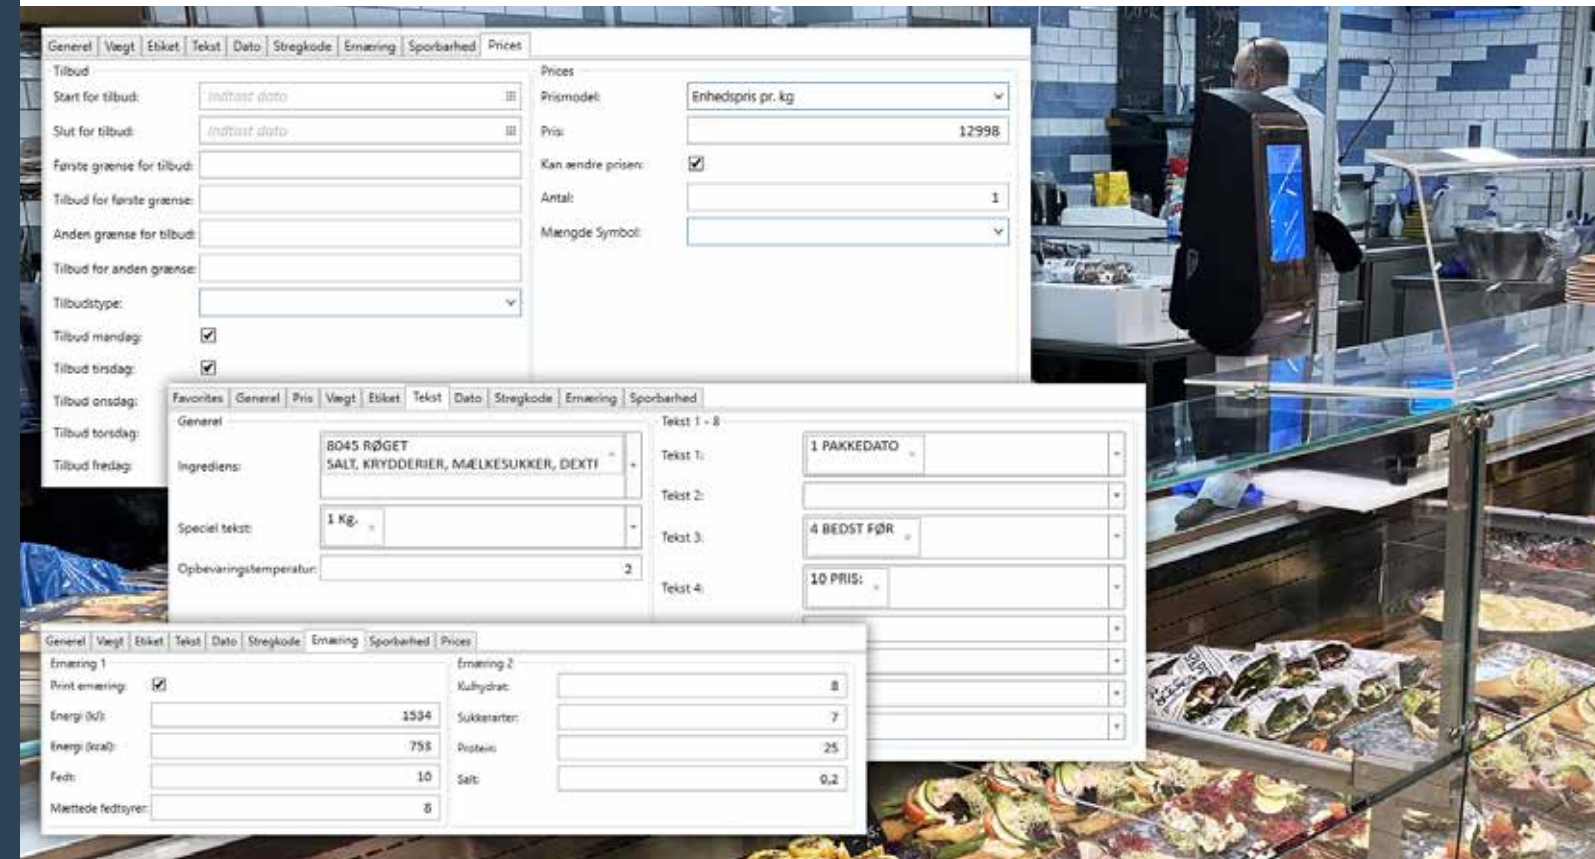 Generel Vægt Etiket Tekst Dato Stregkode Ernæring Sporbarhed Prices
Tilbud
Start for tilbud: Indtast dato
Slut for tilbud: Indtast dato
Første grænse for tilbud:
Tilbud for første grænse:
Anden grænse for tilbud:
Tilbud for anden grænse:
Tilbudstype:
Tilbud mandag:
Tilbud tirsdag:
Tilbud onsdag:
Tilbud torsdag:
Tilbud fredag:
Prices
Prismodel: Enhedspris pr. kg
Pris: 12998
Kan ændre prisen:
Antal: 1
Mængde Symbol:
Favorites Generel Pris Vægt Etiket Tekst Dato Stregkode Ernæring Sporbarhed
Generel
Ingrediens: 8045 RØGET
SALT, KRYDDERIER, MÆLKESUKKER, DEXTI
Speciel tekst: 1 Kg.
Opbevaringstemperatur: 2
Tekst 1 - 8
Tekst 1: 1 PAKKEDATO
Tekst 2:
Tekst 3: 4 BEDST FØR
Tekst 4: 10 PRIS:
Generel Vægt Etiket Tekst Dato Stregkode Ernæring Sporbarhed Prices
Ernæring 1
Print ernæring:
Energi (kJ): 1534
Energi (kcal): 753
Fedt: 10
Mættede fedtsyrer: 8
Ernæring 2
Kulhydrat: 8
Sukkerarter: 7
Protein: 25
Salt: 0,2